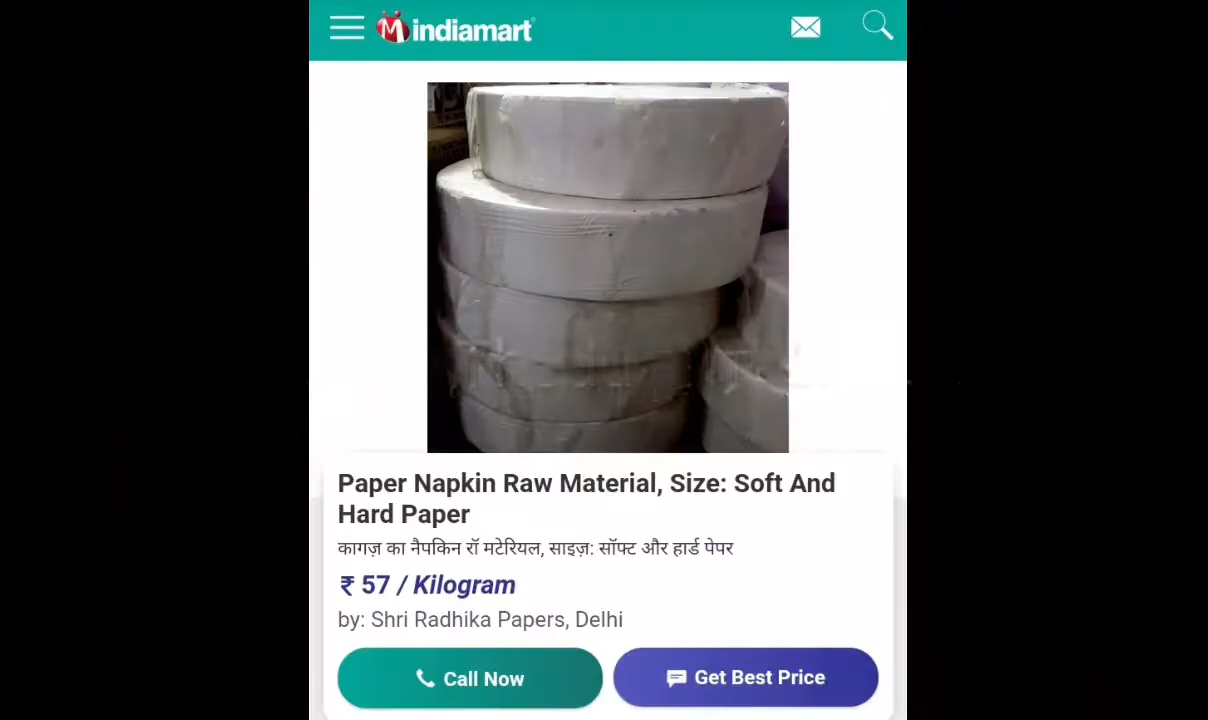 indiamart
Paper Napkin Raw Material, Size: Soft And
Hard Paper
कागज़ का नैपकिन रॉ मटेरियल, साइज़: सॉफ्ट और हार्ड पेपर
₹ 57 / Kilogram
by: Shri Radhika Papers, Delhi
Call Now
Get Best Price